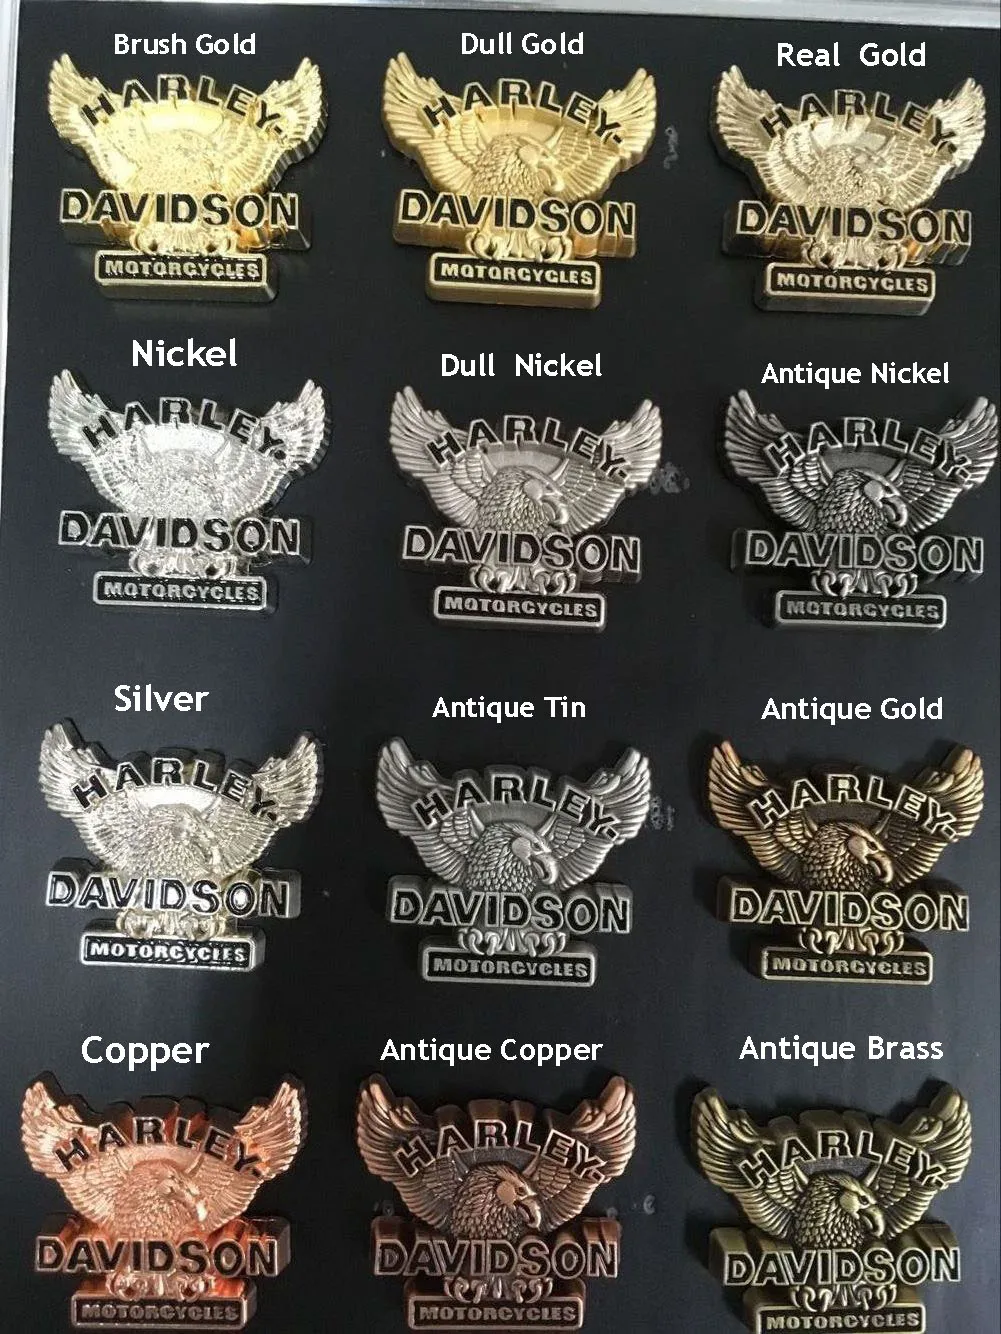 Brush Gold
Dull Gold
Real Gold
HARLEY-
DAVIDSON
MOTORCYCLES
HARLEY-
DAVIDSON
MOTORCYCLES
HARLEY-
DAVIDSON
MOTORCYCLES
Nickel
Dull Nickel
Antique Nickel
HARLEY-
DAVIDSON
MOTORCYCLES
HARLEY-
DAVIDSON
MOTORCYCLES
HARLEY-
DAVIDSON
MOTORCYCLES
Silver
Antique Tin
Antique Gold
HARLEY-
DAVIDSON
MOTORCYCLES
HARLEY-
DAVIDSON
MOTORCYCLES
HARLEY-
DAVIDSON
MOTORCYCLES
Copper
Antique Copper
Antique Brass
HARLEY-
DAVIDSON
MOTORCYCLES
HARLEY-
DAVIDSON
MOTORCYCLES
HARLEY-
DAVIDSON
MOTORCYCLES